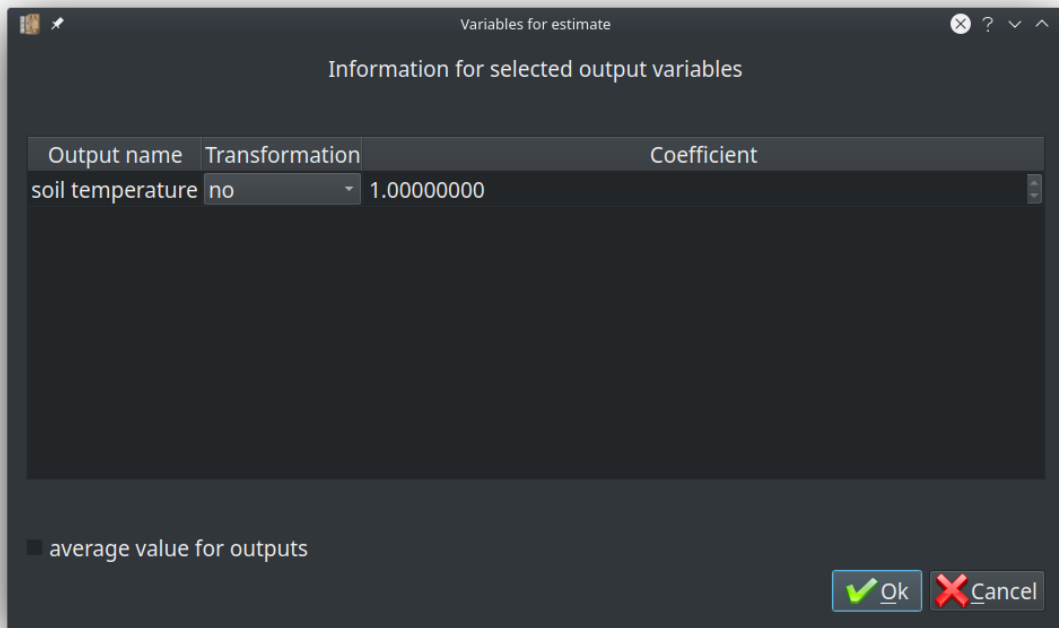 Variables for estimate
Information for selected output variables
Output name Transformation Coefficient
soil temperature no 1.00000000
average value for outputs
Ok Cancel